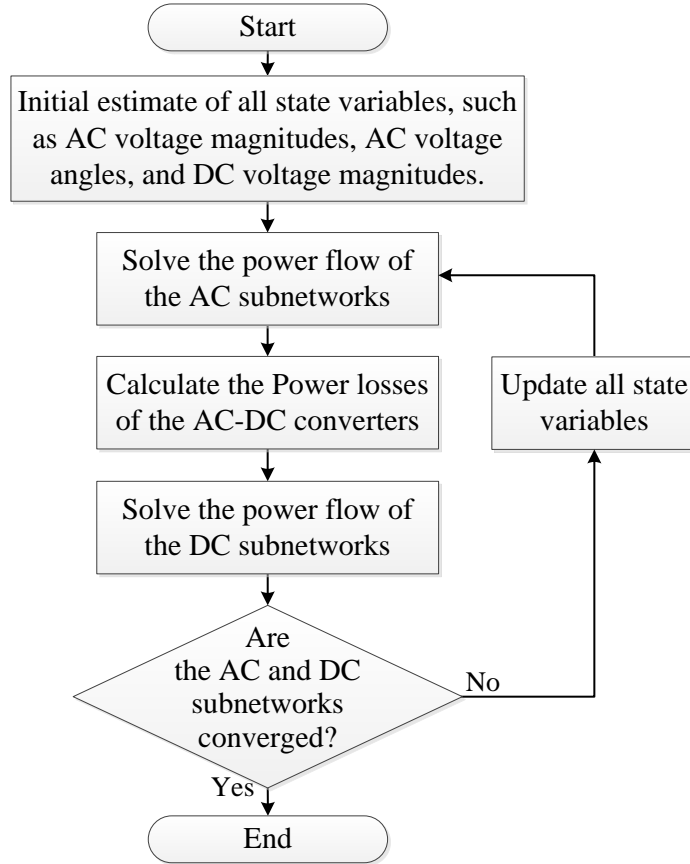 Start
Initial estimate of all state variables, such
as AC voltage magnitudes, AC voltage
angles, and DC voltage magnitudes.
Solve the power flow of
the AC subnetworks
Calculate the Power losses
of the AC-DC converters
Update all state
variables
Solve the power flow of
the DC subnetworks
Are
the AC and DC
subnetworks
converged?
No
Yes
End